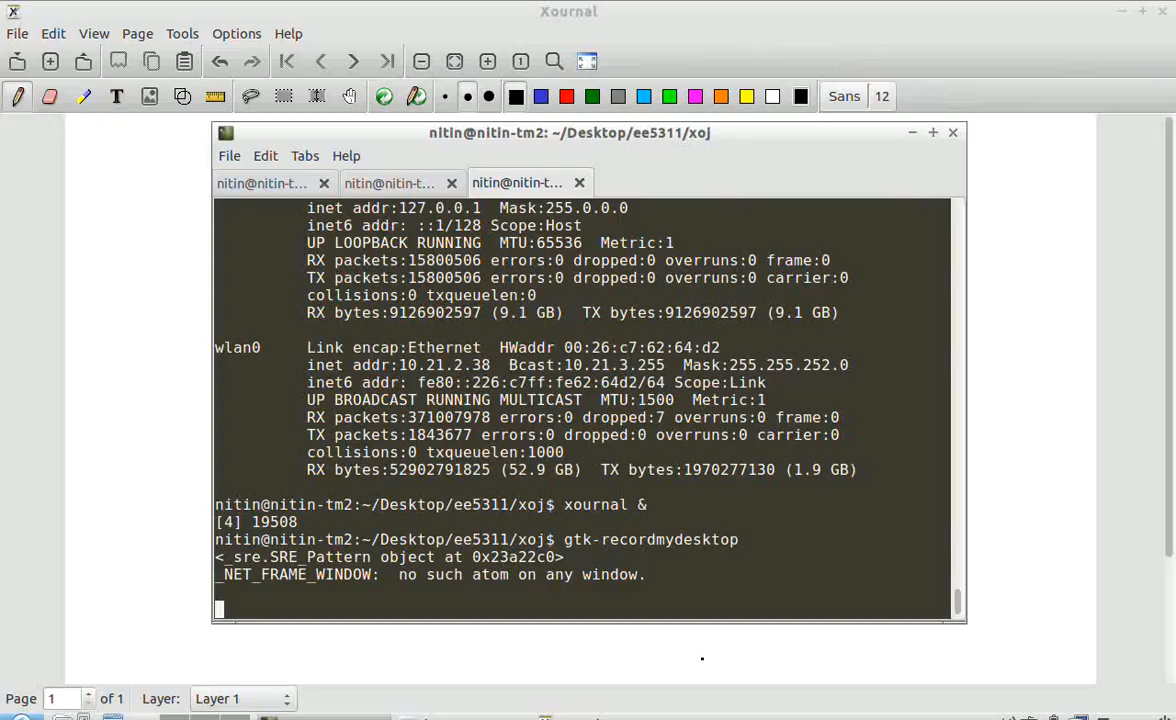 Xournal
File Edit View Page Tools Options Help
Sans 12
nitin@nitin-tm2: ~/Desktop/ee5311/xoj
File Edit Tabs Help
nitin@nitin-t... nitin@nitin-t... nitin@nitin-t...
inet addr:127.0.0.1 Mask:255.0.0.0
inet6 addr: ::1/128 Scope:Host
UP LOOPBACK RUNNING MTU:65536 Metric:1
RX packets:15800506 errors:0 dropped:0 overruns:0 frame:0
TX packets:15800506 errors:0 dropped:0 overruns:0 carrier:0
collisions:0 txqueuelen:0
RX bytes:9126902597 (9.1 GB) TX bytes:9126902597 (9.1 GB)
wlan0 Link encap:Ethernet HWaddr 00:26:c7:62:64:d2
inet addr:10.21.2.38 Bcast:10.21.3.255 Mask:255.255.252.0
inet6 addr: fe80::226:c7ff:fe62:64d2/64 Scope:Link
UP BROADCAST RUNNING MULTICAST MTU:1500 Metric:1
RX packets:371007978 errors:0 dropped:7 overruns:0 frame:0
TX packets:1843677 errors:0 dropped:0 overruns:0 carrier:0
collisions:0 txqueuelen:1000
RX bytes:52902791825 (52.9 GB) TX bytes:1970277130 (1.9 GB)
nitin@nitin-tm2:~/Desktop/ee5311/xoj$ xournal &
[4] 19508
nitin@nitin-tm2:~/Desktop/ee5311/xoj$ gtk-recordmydesktop
<_sre.SRE_Pattern object at 0x23a22c0>
_NET_FRAME_WINDOW: no such atom on any window.
Page 1 of 1 Layer: Layer 1